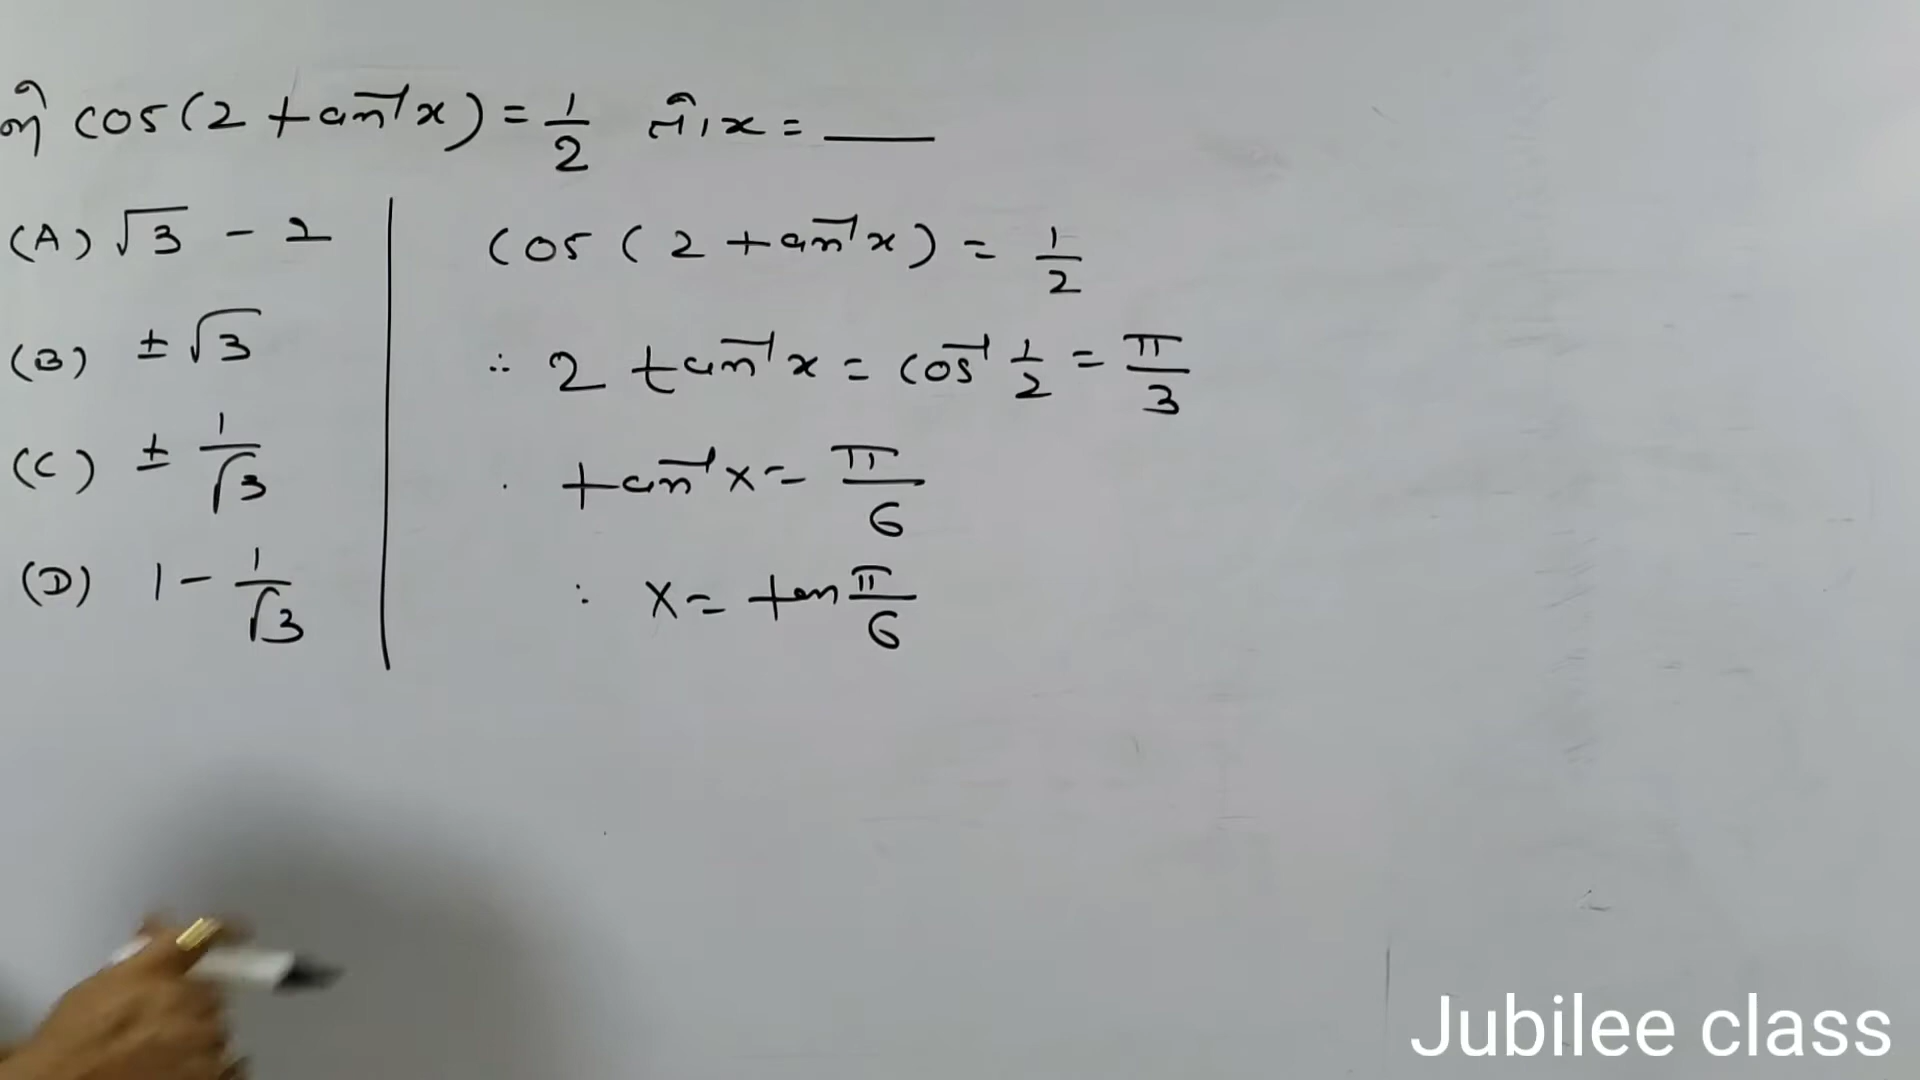 જો cos(2 tan⁻¹x) = 1/2 તો x = ___
(A) √3 - 2
(B) ± √3
(C) ± 1/√3
(D) 1 - 1/√3
cos (2 tan⁻¹x) = 1/2
∴ 2 tan⁻¹x = cos⁻¹ 1/2 = π/3
. tan⁻¹x = π/6
: x = tan π/6
Jubilee class